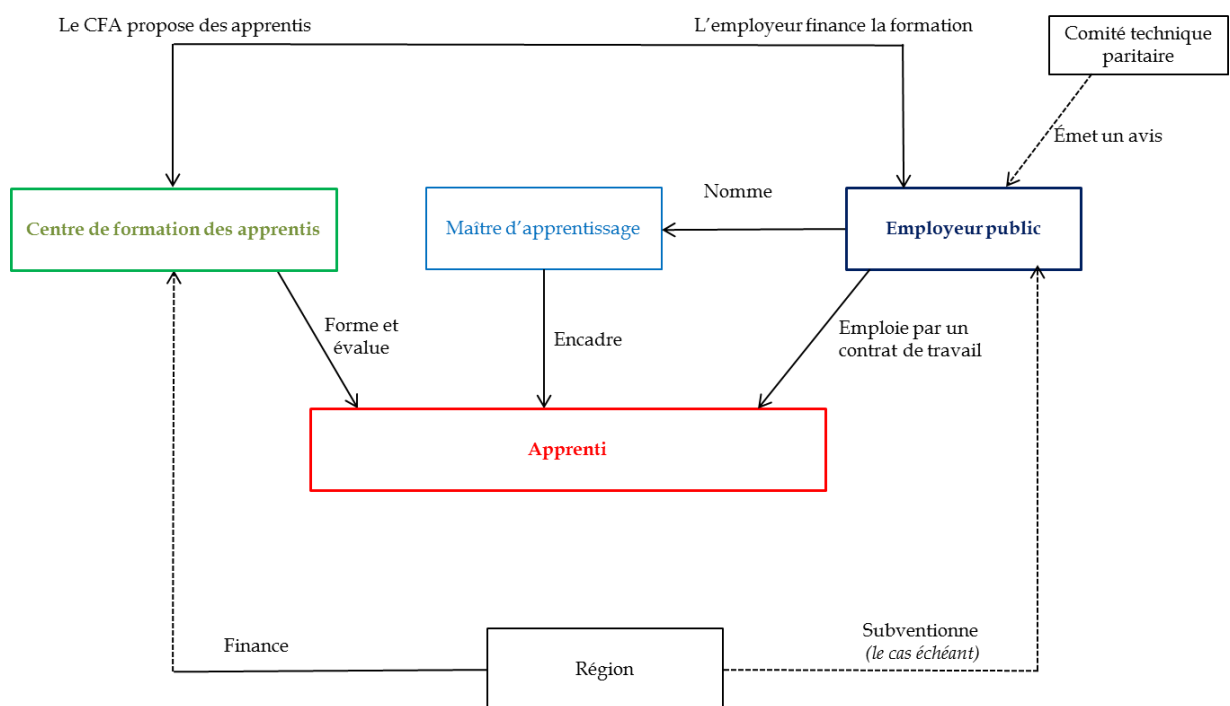 Le CFA propose des apprentis
L’employeur finance la formation
Comité technique
paritaire
Émet un avis
Nomme
Centre de formation des apprentis
Maître d’apprentissage
Employeur public
Forme et
évalue
Encadre
Emploie par un
contrat de travail
Apprenti
Finance
Région
Subventionne
(le cas échéant)